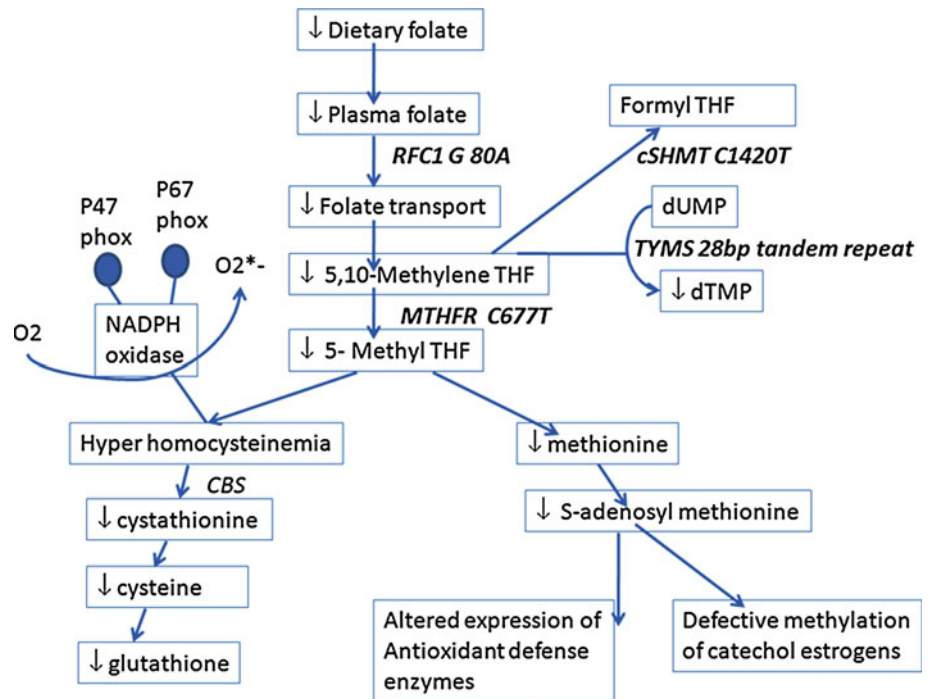 ↓ Dietary folate
↓ Plasma folate
Formyl THF
RFC1 G 80A
cSHMT C1420T
P47
phox
P67
phox
↓ Folate transport
dUMP
TYMS 28bp tandem repeat
O2*-
↓ 5,10-Methylene THF
↓ dTMP
NADPH
oxidase
MTHFR C677T
O2
↓ 5- Methyl THF
Hyper homocysteinemia
↓ methionine
CBS
↓ cystathionine
↓ S-adenosyl methionine
↓ cysteine
Altered expression of
Antioxidant defense
enzymes
Defective methylation
of catechol estrogens
↓ glutathione